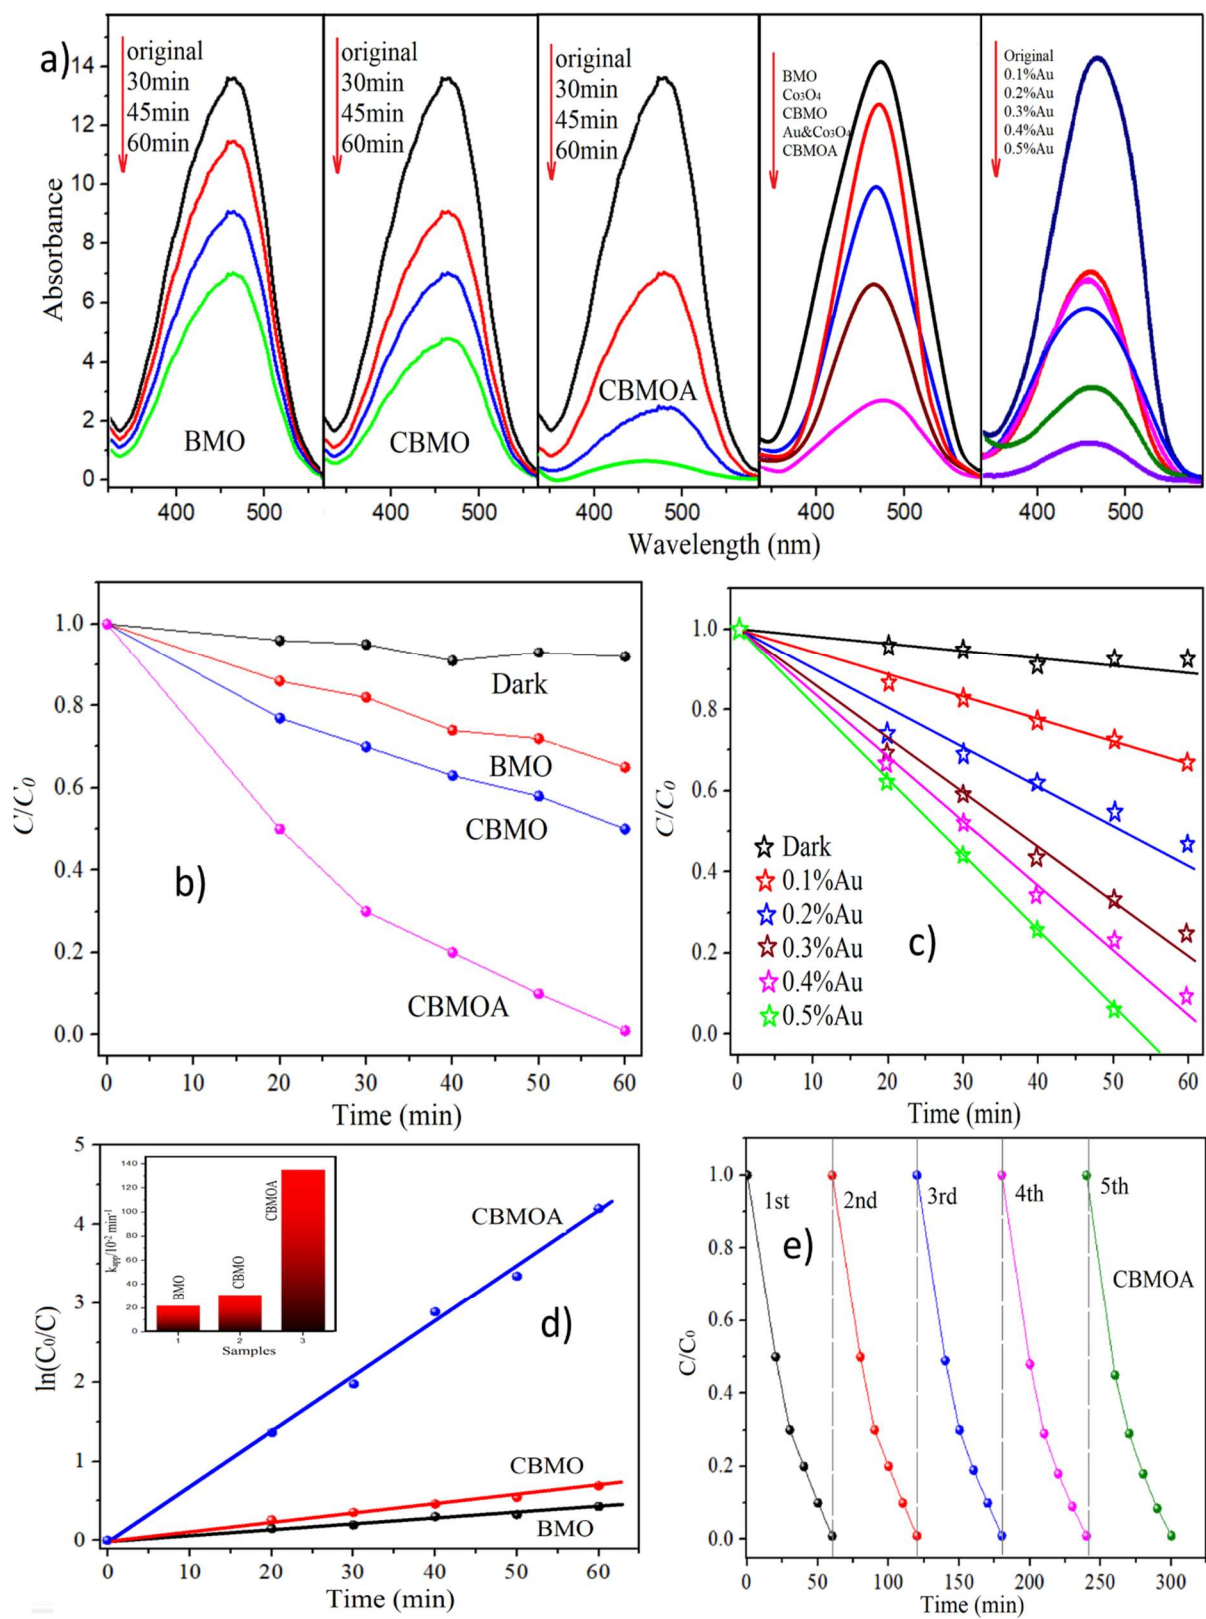 a)
Absorbance
14
12
10
8
6
4
2
0
original
30min
45min
60min
BMO
original
30min
45min
60min
CBMO
original
30min
45min
60min
CBMOA
BMO
Co₃O₄
CBMO
Au&Co₃O₄
CBMOA
Original
0.1%Au
0.2%Au
0.3%Au
0.4%Au
0.5%Au
400 500 400 500 400 500 400 500 400 500
Wavelength (nm)
b)
C/C₀
1.0
0.8
0.6
0.4
0.2
0.0
Dark
BMO
CBMO
CBMOA
0 10 20 30 40 50 60
Time (min)
c)
C/C₀
1.0
0.8
0.6
0.4
0.2
0.0
Dark
0.1%Au
0.2%Au
0.3%Au
0.4%Au
0.5%Au
0 10 20 30 40 50 60
Time (min)
d)
ln(C₀/C)
5
4
3
2
1
0
kapp/10⁻² min⁻¹
140
120
100
80
60
40
20
0
BMO
CBMO
CBMOA
1 2 3
Samples
CBMOA
CBMO
BMO
0 10 20 30 40 50 60
Time (min)
e)
C/C₀
1.0
0.8
0.6
0.4
0.2
0.0
1st 2nd 3rd 4th 5th
CBMOA
0 50 100 150 200 250 300
Time (min)